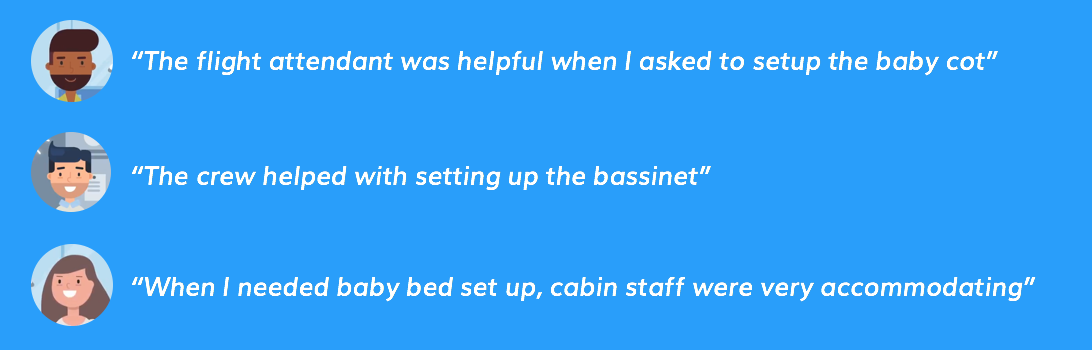 “The flight attendant was helpful when I asked to setup the baby cot”
“The crew helped with setting up the bassinet”
“When I needed baby bed set up, cabin staff were very accommodating”